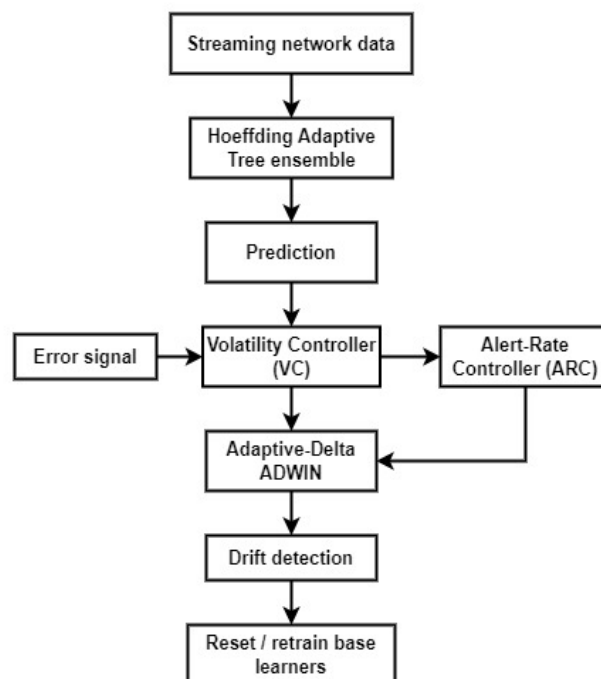 Streaming network data
Hoeffding Adaptive
Tree ensemble
Prediction
Error signal
Volatility Controller
(VC)
Alert-Rate
Controller (ARC)
Adaptive-Delta
ADWIN
Drift detection
Reset / retrain base
learners